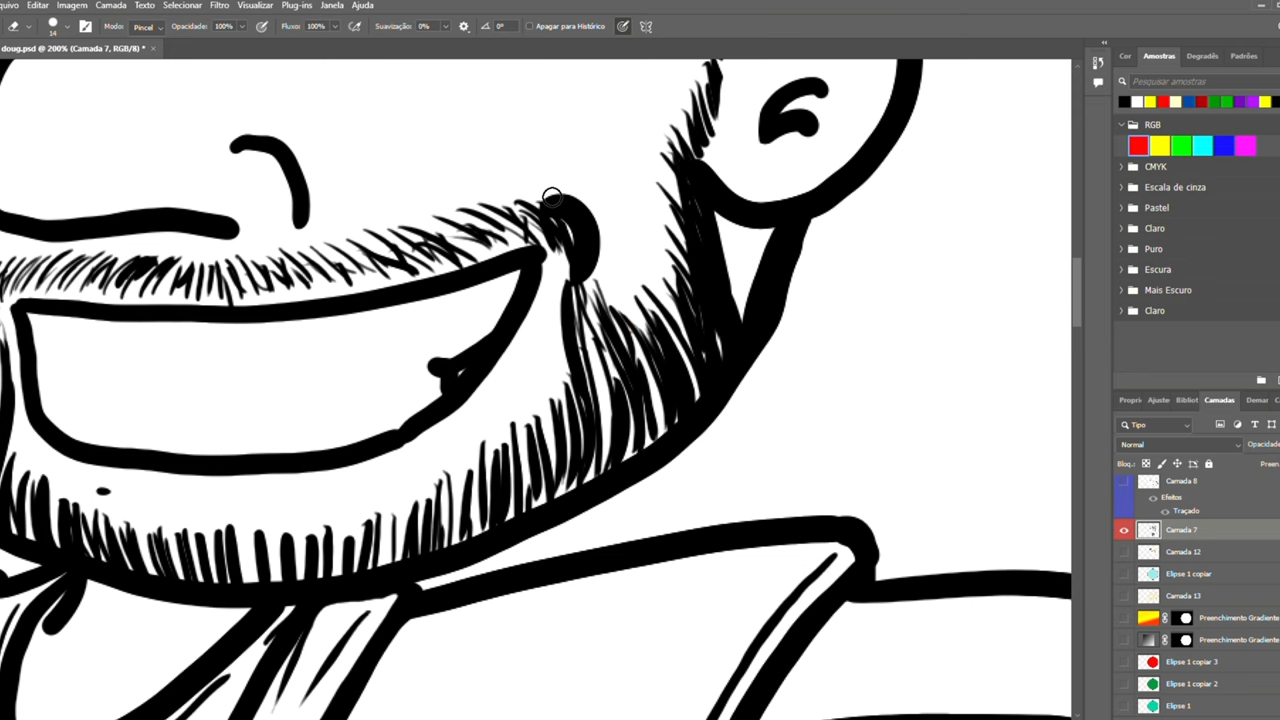 quivo Editar Imagem Camada Texto Selecionar Filtro Visualizar Plug-ins Janela Ajuda
14 Modo: Pincel Opacidade: 100% Fluxo: 100% Suavização: 0% 0° Apagar para Histórico
doug.psd @ 200% (Camada 7, RGB/8) * ×
Cor Amostras Degradês Padrões
Pesquisar amostras
RGB
CMYK
Escala de cinza
Pastel
Claro
Puro
Escura
Mais Escuro
Claro
Propri Ajuste Bibliot Camadas Demar C
Tipo
Normal Opacidade
Bloq.: Preen
Camada 8
Efeitos
Traçado
Camada 7
Camada 12
Elipse 1 copiar
Camada 13
Preenchimento Gradiente
Preenchimento Gradiente
Elipse 1 copiar 3
Elipse 1 copiar 2
Elipse 1